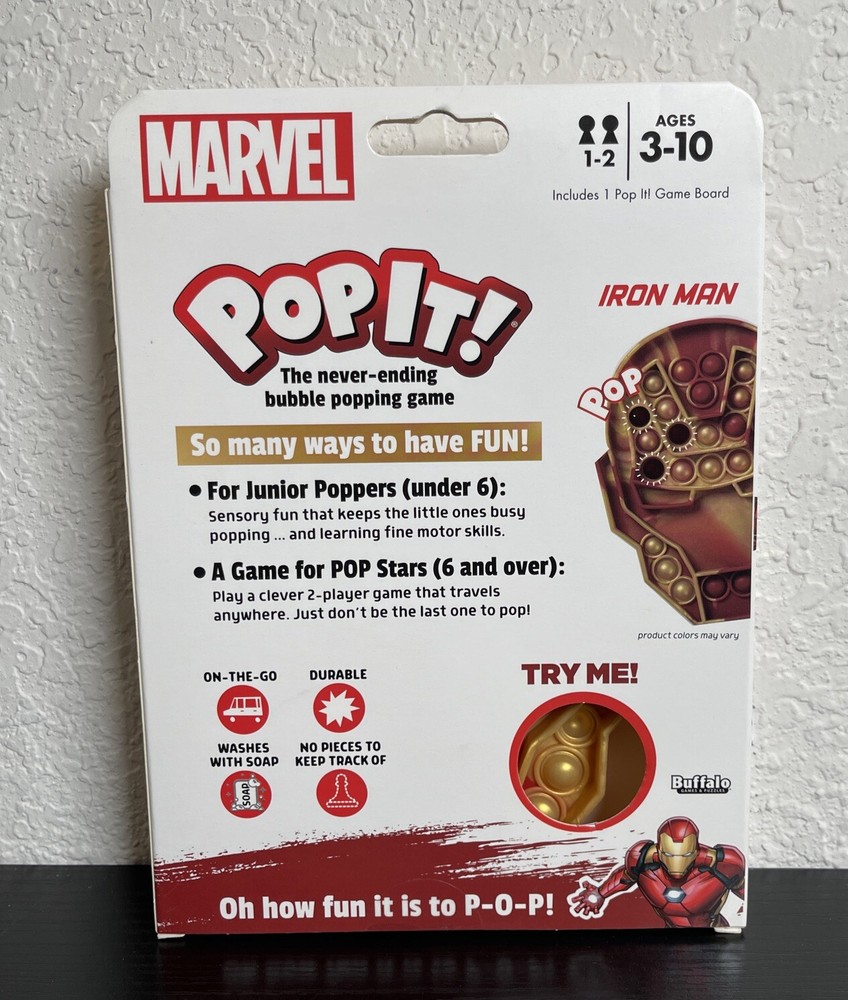 MARVEL
1-2
AGES
3-10
Includes 1 Pop It! Game Board
POP IT!®
The never-ending
bubble popping game
IRON MAN
POP
So many ways to have FUN!
• For Junior Poppers (under 6):
Sensory fun that keeps the little ones busy
popping ... and learning fine motor skills.
• A Game for POP Stars (6 and over):
Play a clever 2-player game that travels
anywhere. Just don't be the last one to pop!
product colors may vary
ON-THE-GO
DURABLE
WASHES
WITH SOAP
SOAP
NO PIECES TO
KEEP TRACK OF
TRY ME!
Buffalo
GAMES & PUZZLES
Oh how fun it is to P-O-P!